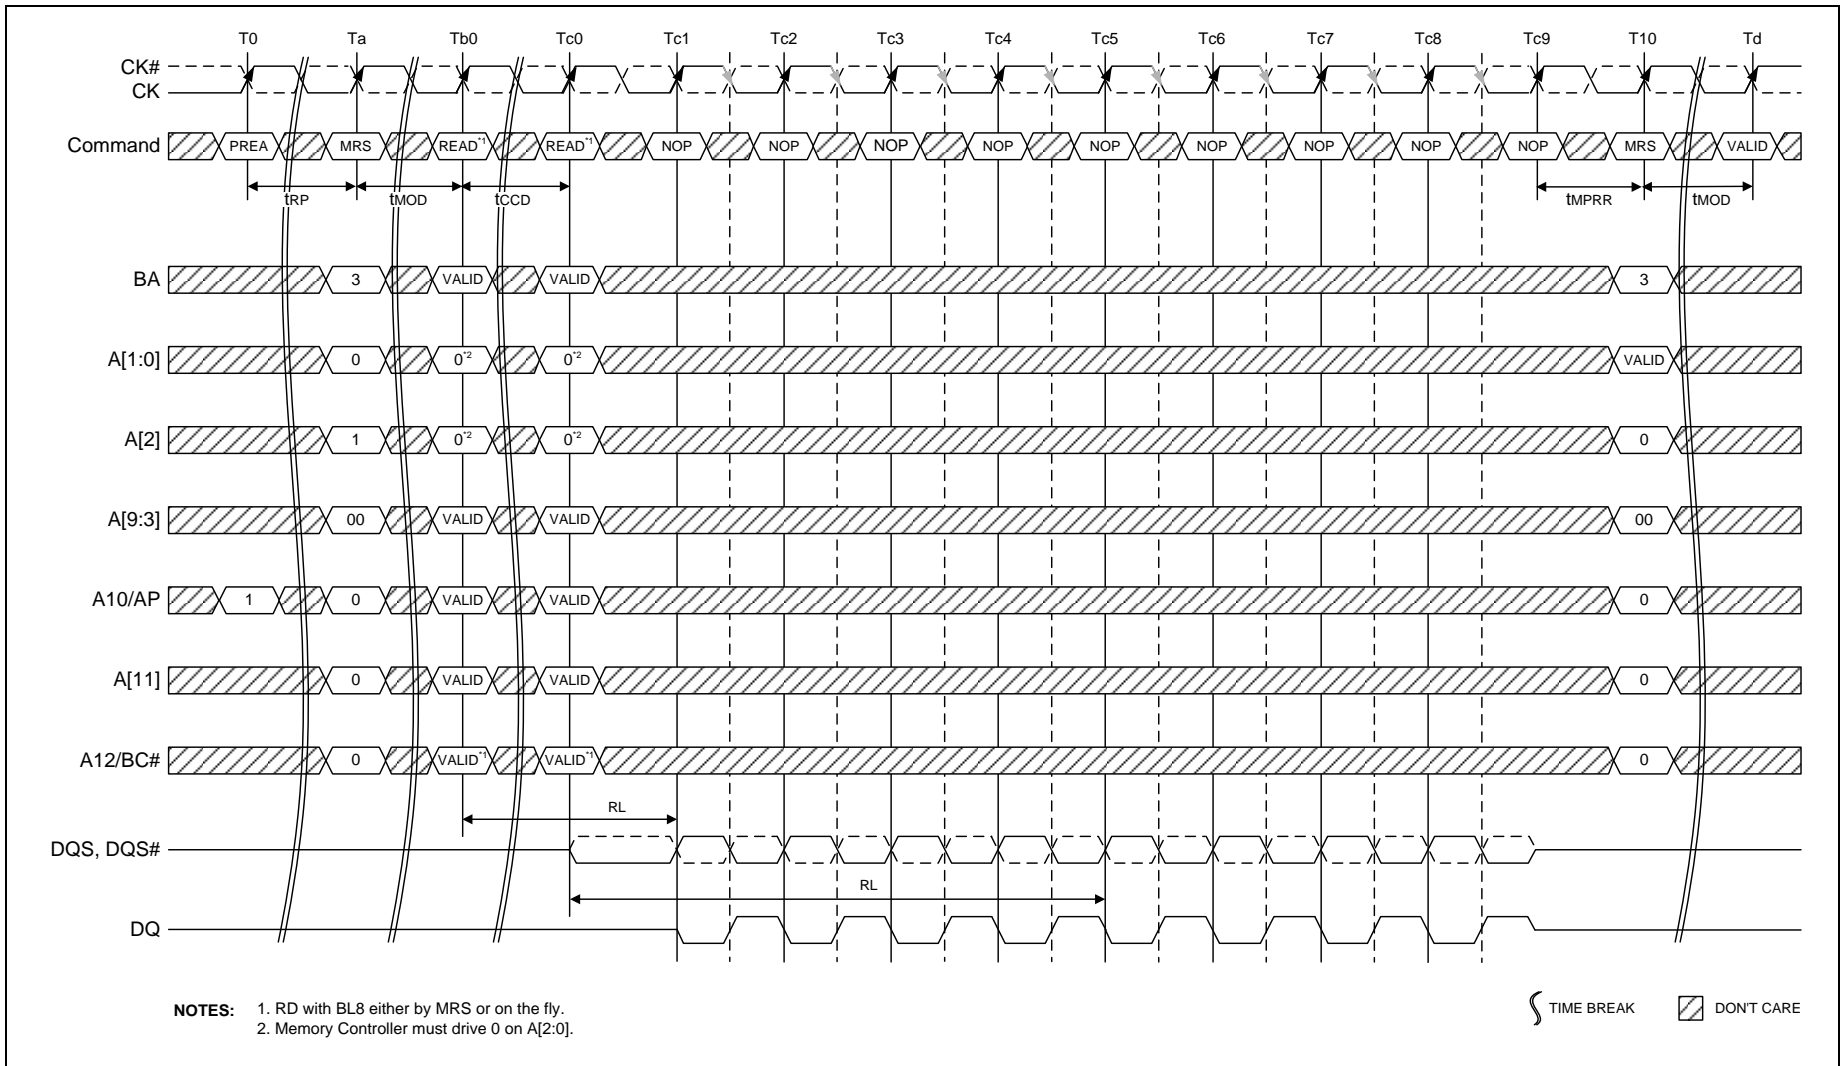 T0 Ta Tb0 Tc0 Tc1 Tc2 Tc3 Tc4 Tc5 Tc6 Tc7 Tc8 Tc9 T10 Td
CK#
CK
Command PREA MRS READ*1 READ*1 NOP NOP NOP NOP NOP NOP NOP NOP NOP MRS VALID
tRP tMOD tCCD tMPRR tMOD
BA 3 VALID VALID 3
A[1:0] 0 0*2 0*2 VALID
A[2] 1 0*2 0*2 0
A[9:3] 00 VALID VALID 00
A10/AP 1 0 VALID VALID 0
A[11] 0 VALID VALID 0
A12/BC# 0 VALID*1 VALID*1 0
RL
DQS, DQS#
RL
DQ
NOTES: 1. RD with BL8 either by MRS or on the fly.
2. Memory Controller must drive 0 on A[2:0].
TIME BREAK DON'T CARE